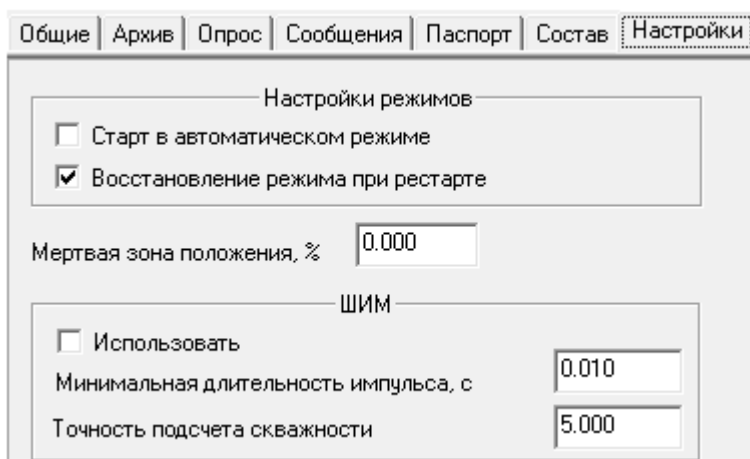 Общие Архив Опрос Сообщения Паспорт Состав Настройки
Настройки режимов
Старт в автоматическом режиме
Восстановление режима при рестарте
Мертвая зона положения, % 0.000
ШИМ
Использовать
Минимальная длительность импульса, с 0.010
Точность подсчета скважности 5.000